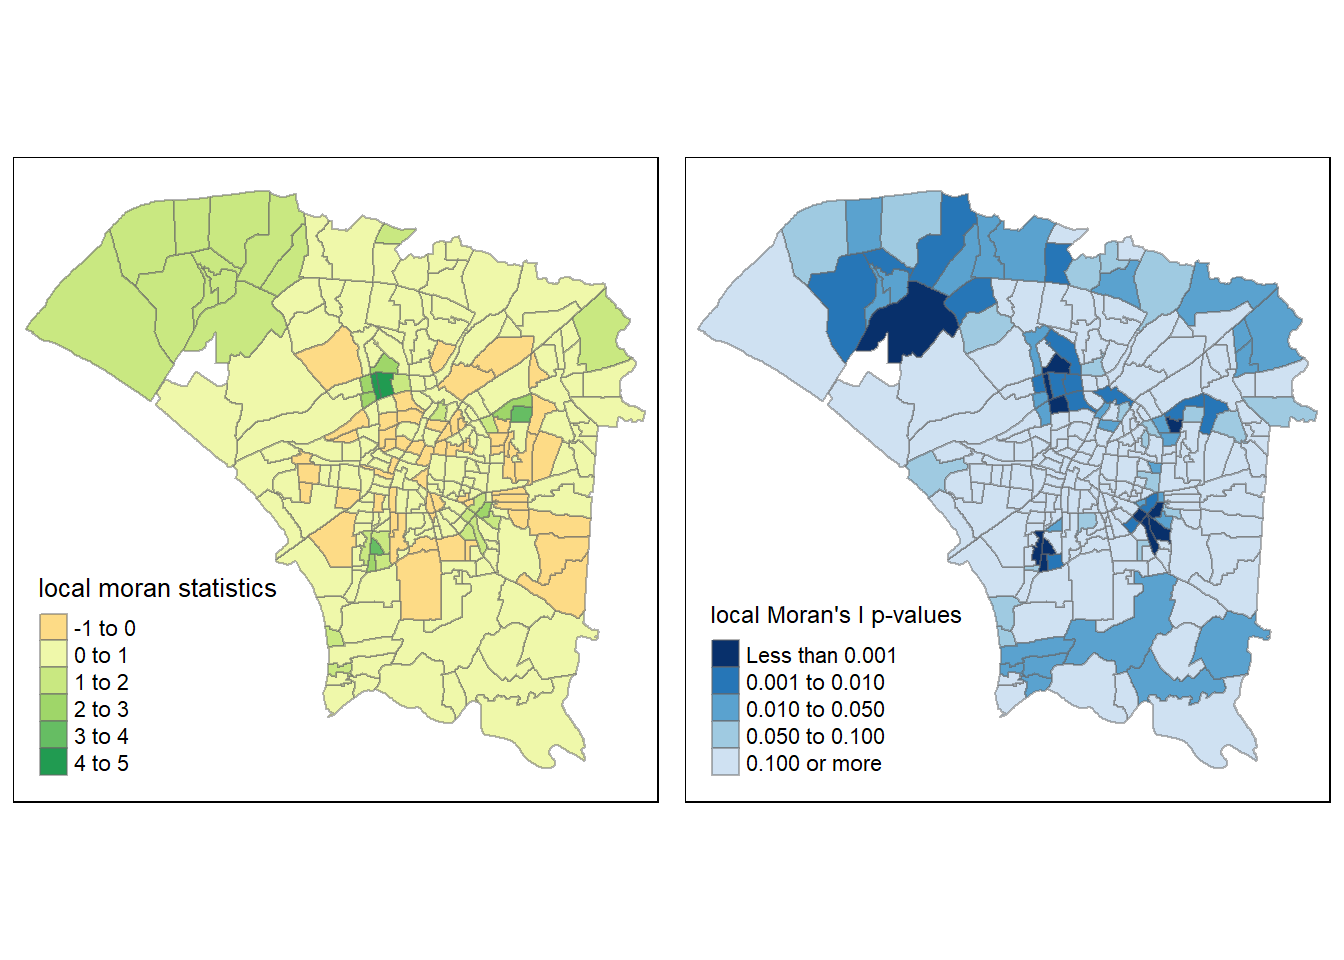 local moran statistics
-1 to 0
0 to 1
1 to 2
2 to 3
3 to 4
4 to 5
local Moran's I p-values
Less than 0.001
0.001 to 0.010
0.010 to 0.050
0.050 to 0.100
0.100 or more